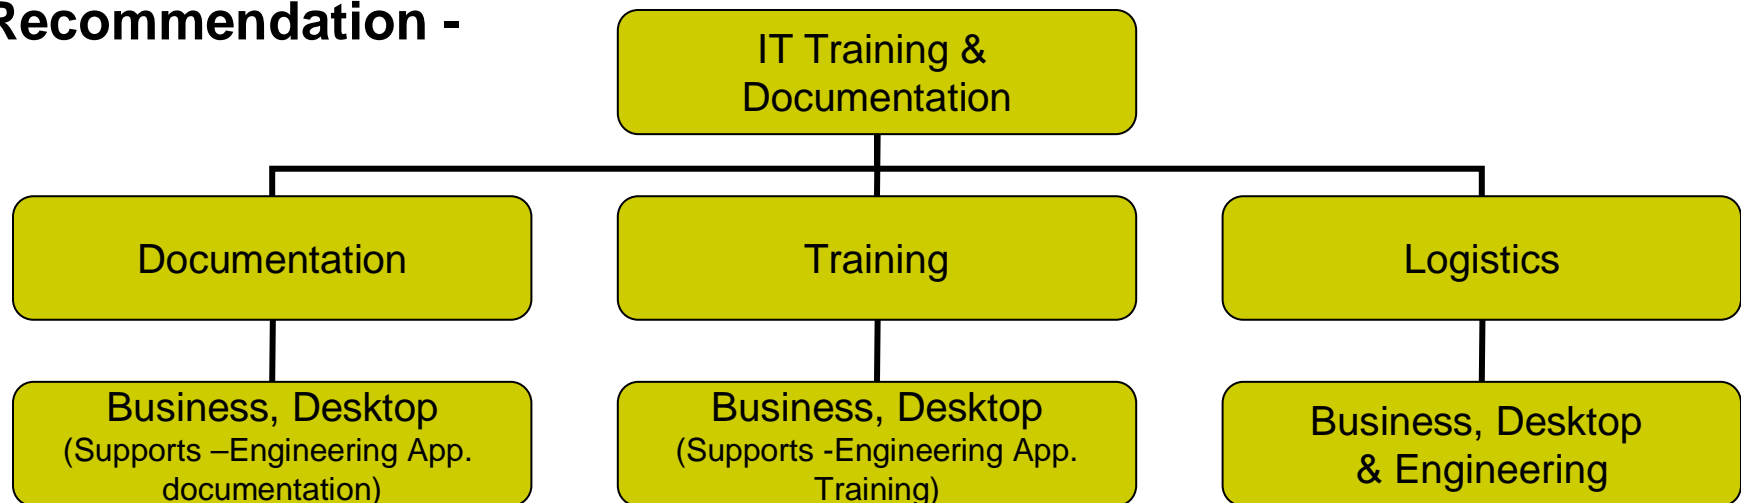 Recommendation -
IT Training &
Documentation
Documentation
Training
Logistics
Business, Desktop
(Supports –Engineering App.
documentation)
Business, Desktop
(Supports -Engineering App.
Training)
Business, Desktop
& Engineering